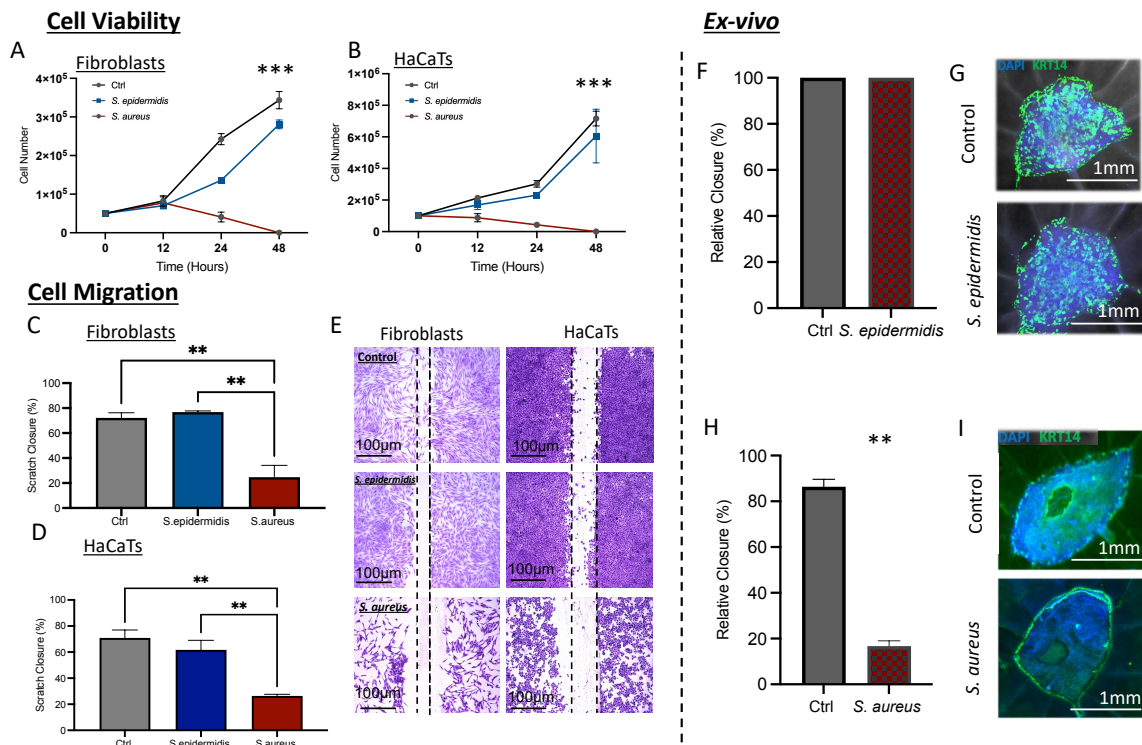 Cell Viability
A
Fibroblasts
Ctrl
S. epidermidis
S. aureus
***
4×10⁵
3×10⁵
2×10⁵
1×10⁵
0
Cell Number
0 12 24 48
Time (Hours)
B
HaCaTs
Ctrl
S. epidermidis
S. aureus
***
1×10⁶
8×10⁵
6×10⁵
4×10⁵
2×10⁵
0
Cell Number
0 12 24 48
Time (Hours)
Cell Migration
C
Fibroblasts
**
**
100
80
60
40
20
0
Scratch Closure (%)
Ctrl S.epidermidis S.aureus
D
HaCaTs
**
**
100
80
60
40
20
0
Scratch Closure (%)
Ctrl S.epidermidis S.aureus
E
Fibroblasts HaCaTs
Control
100µm 100µm
S. epidermidis
100µm 100µm
S. aureus
100µm 100µm
Ex-vivo
F
100
80
60
40
20
0
Relative Closure (%)
Ctrl S. epidermidis
G
DAPI KRT14
Control
1mm
S. epidermidis
1mm
H
**
100
80
60
40
20
0
Relative Closure (%)
Ctrl S. aureus
I
DAPI KRT14
Control
1mm
S. aureus
1mm